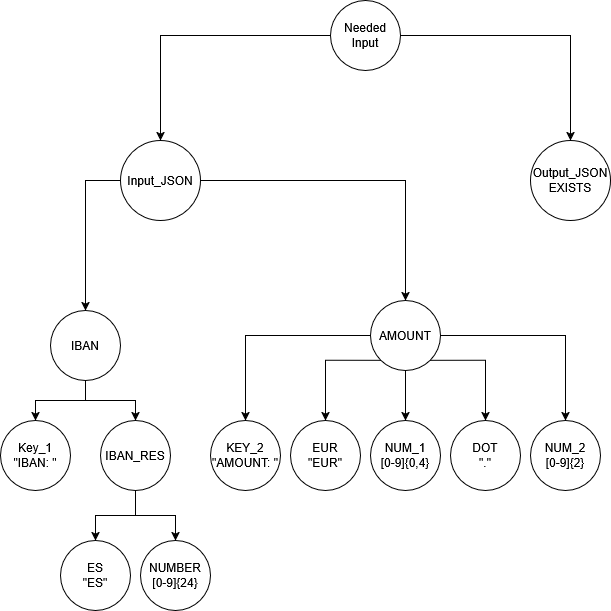 Needed
Input
Input_JSON
Output_JSON
EXISTS
IBAN
AMOUNT
Key_1
"IBAN: "
IBAN_RES
KEY_2
"AMOUNT: "
EUR
"EUR"
NUM_1
[0-9]{0,4}
DOT
"."
NUM_2
[0-9]{2}
ES
"ES"
NUMBER
[0-9]{24}